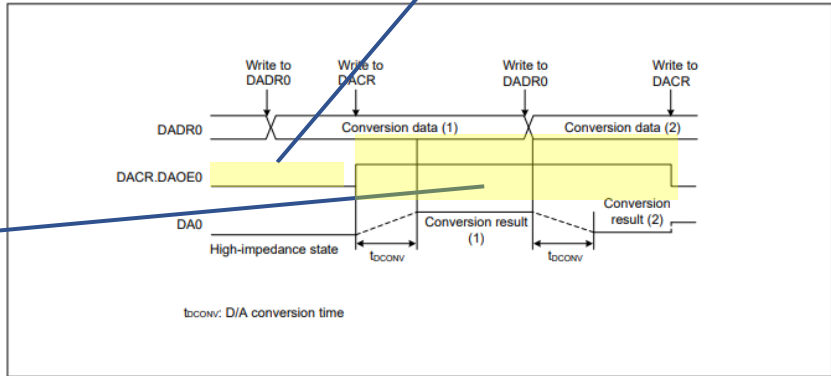 Write to
DADR0
Write to
DACR
Write to
DADR0
Write to
DACR
DADR0
Conversion data (1)
Conversion data (2)
DACR.DAOE0
DA0
Conversion result
(1)
Conversion
result (2)
High-impedance state
tDCONV
tDCONV
tDCONV: D/A conversion time